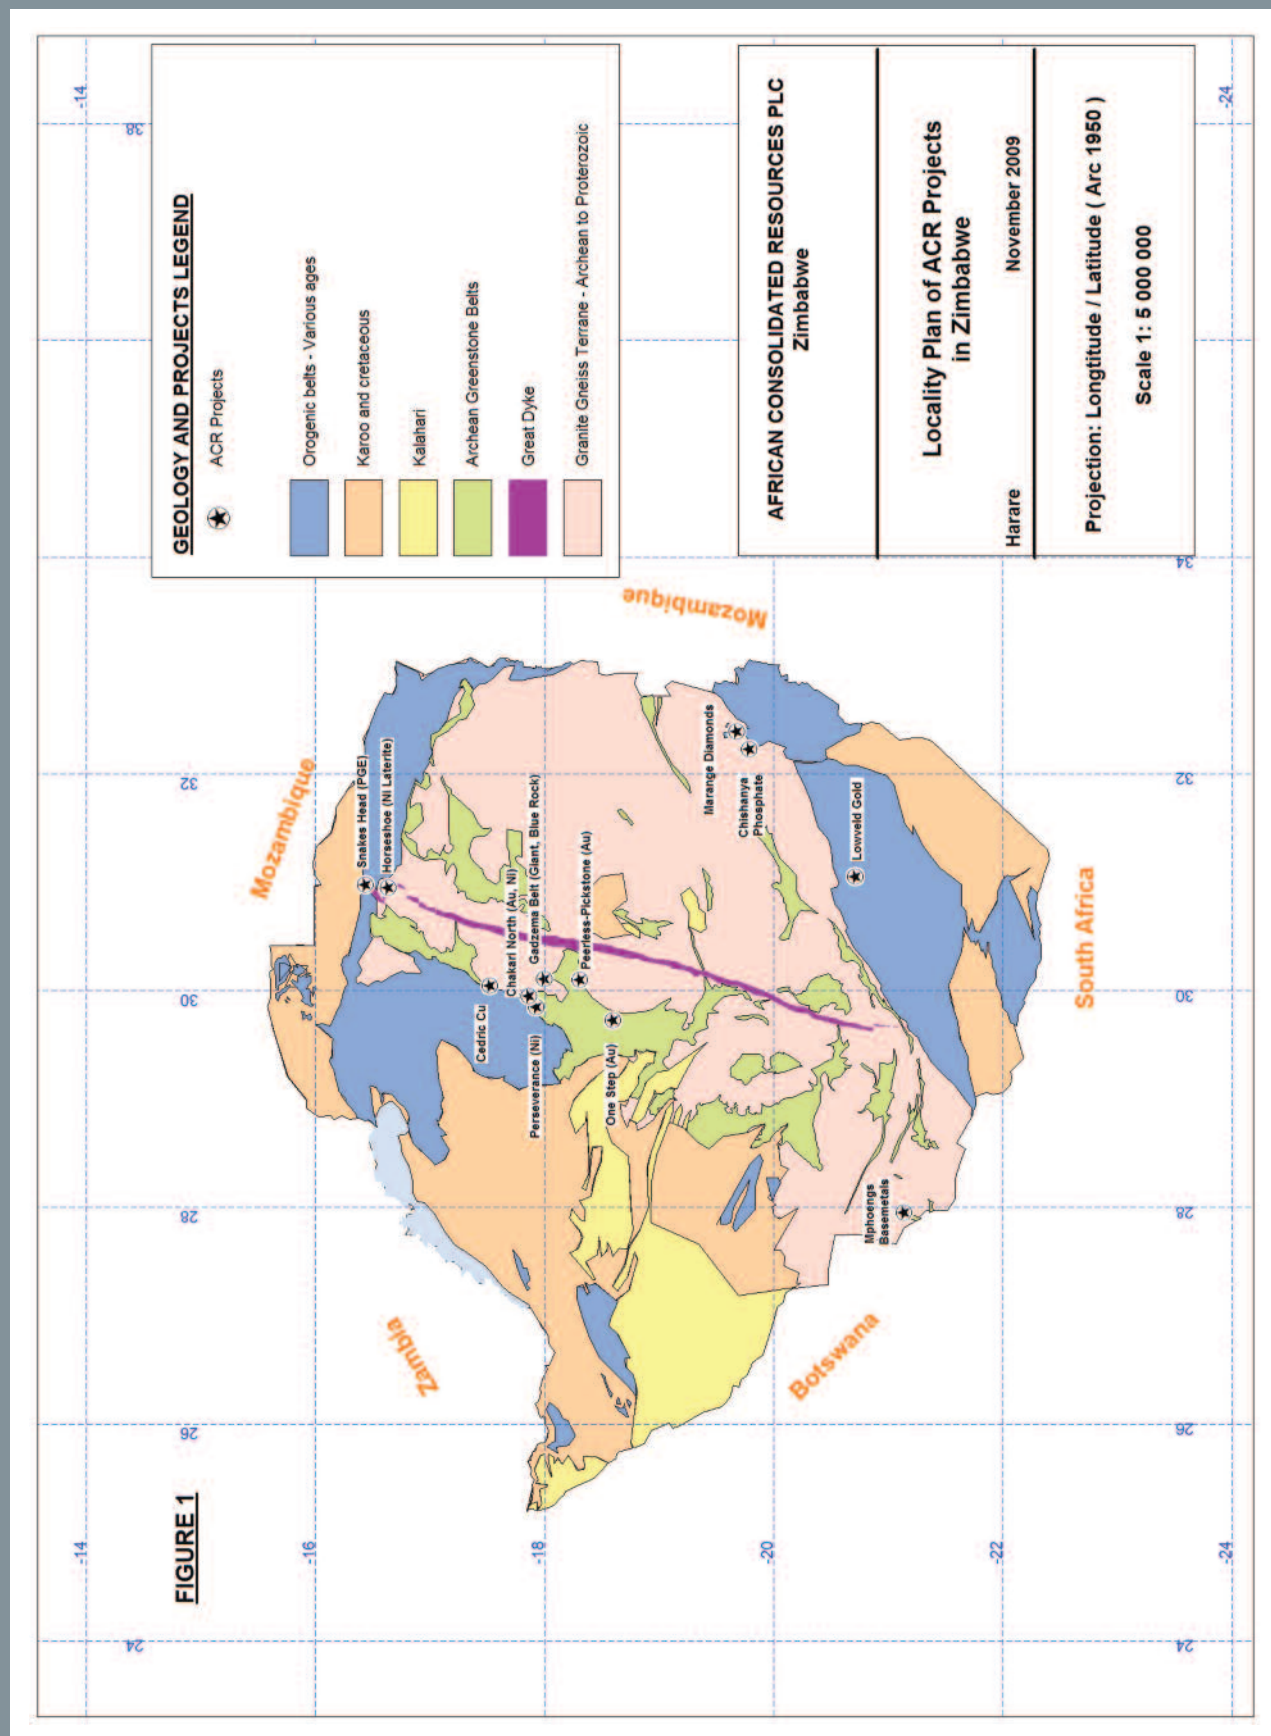 FIGURE 1
GEOLOGY AND PROJECTS LEGEND
ACR Projects
Orogenic belts - Various ages
Karoo and cretaceous
Kalahari
Archean Greenstone Belts
Great Dyke
Granite Gneiss Terrane - Archean to Proterozoic
AFRICAN CONSOLIDATED RESOURCES PLC
Zimbabwe
Locality Plan of ACR Projects
in Zimbabwe
Harare November 2009
Projection: Longtitude / Latitude ( Arc 1950 )
Scale 1: 5 000 000
Zambia
Mozambique
Mozambique
Botswana
South Africa
Snakes Head (PGE)
Horseshoe (Ni Laterite)
Cedric Cu
Chakari North (Au, Ni)
Gadzema Belt (Giant, Blue Rock)
Perseverance (Ni)
Peerless-Pickstone (Au)
One Step (Au)
Marange Diamonds
Chishanya
Phosphate
Lowveld Gold
Mphoengs
Basemetals
24
26
28
30
32
38
24
26
28
30
32
34
-14
-16
-18
-20
-22
-24
-14
-24